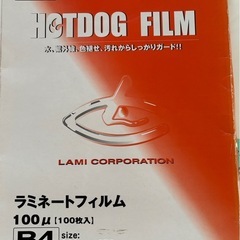 HOTDOG FILM
水、紫外線、色褪せ、汚れからしっかりガード!!
LAMI CORPORATION
ラミネートフィルム
100μ [100枚入]
B4 size: